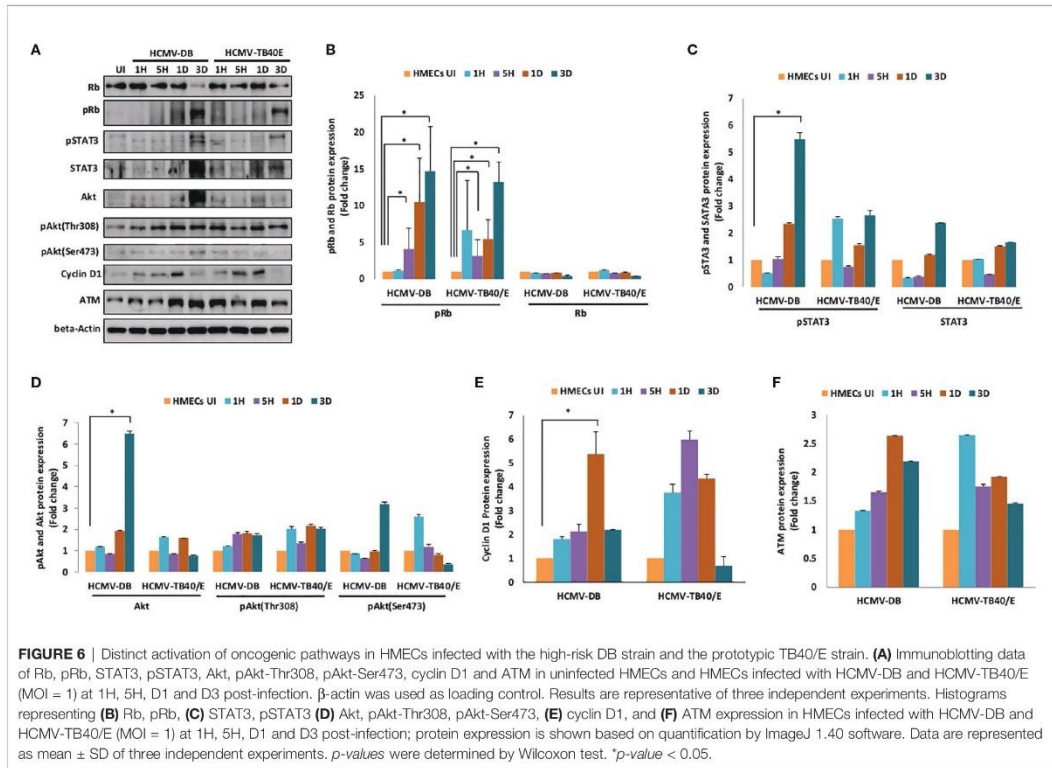 A
HCMV-DB HCMV-TB40E
UI 1H 5H 1D 3D 1H 5H 1D 3D
Rb
pRb
pSTAT3
STAT3
Akt
pAkt(Thr308)
pAkt(Ser473)
Cyclin D1
ATM
beta-Actin
B
HMECs UI 1H 5H 1D 3D
pRb and Rb protein expression
(Fold change)
25
20
15
10
5
0
* * * * * *
HCMV-DB HCMV-TB40/E HCMV-DB HCMV-TB40/E
pRb Rb
C
HMECs UI 1H 5H 1D 3D
pSTA3 and SATA3 protein expression
(Fold change)
7
6
5
4
3
2
1
0
*
HCMV-DB HCMV-TB40/E HCMV-DB HCMV-TB40/E
pSTAT3 STAT3
D
HMECs UI 1H 5H 1D 3D
pAkt and Akt protein expression
(Fold change)
7
6
5
4
3
2
1
0
*
HCMV-DB HCMV-TB40/E HCMV-DB HCMV-TB40/E HCMV-DB HCMV-TB40/E
Akt pAkt(Thr308) pAkt(Ser473)
E
HMECs UI 1H 5H 1D 3D
Cyclin D1 Protein expression
(Fold change)
7
6
5
4
3
2
1
0
*
HCMV-DB HCMV-TB40/E
F
HMECs UI 1H 5H 1D 3D
ATM protein expression
(Fold change)
3
2.5
2
1.5
1
0.5
0
HCMV-DB HCMV-TB40/E
FIGURE 6 | Distinct activation of oncogenic pathways in HMECs infected with the high-risk DB strain and the prototypic TB40/E strain. (A) Immunoblotting data
of Rb, pRb, STAT3, pSTAT3, Akt, pAkt-Thr308, pAkt-Ser473, cyclin D1 and ATM in uninfected HMECs and HMECs infected with HCMV-DB and HCMV-TB40/E
(MOI = 1) at 1H, 5H, D1 and D3 post-infection. β-actin was used as loading control. Results are representative of three independent experiments. Histograms
representing (B) Rb, pRb, (C) STAT3, pSTAT3 (D) Akt, pAkt-Thr308, pAkt-Ser473, (E) cyclin D1, and (F) ATM expression in HMECs infected with HCMV-DB and
HCMV-TB40/E (MOI = 1) at 1H, 5H, D1 and D3 post-infection; protein expression is shown based on quantification by ImageJ 1.40 software. Data are represented
as mean ± SD of three independent experiments. p-values were determined by Wilcoxon test. *p-value < 0.05.